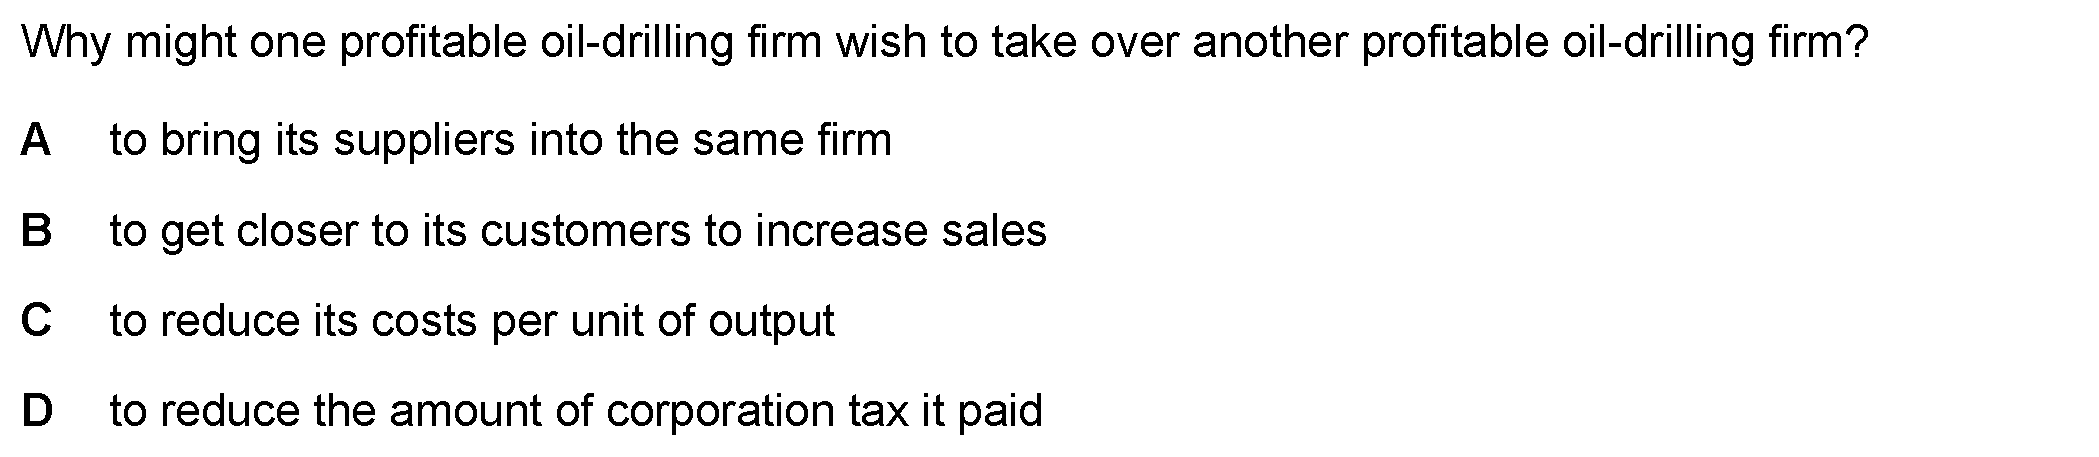 Why might one profitable oil-drilling firm wish to take over another profitable oil-drilling firm?
A to bring its suppliers into the same firm
B to get closer to its customers to increase sales
C to reduce its costs per unit of output
D to reduce the amount of corporation tax it paid